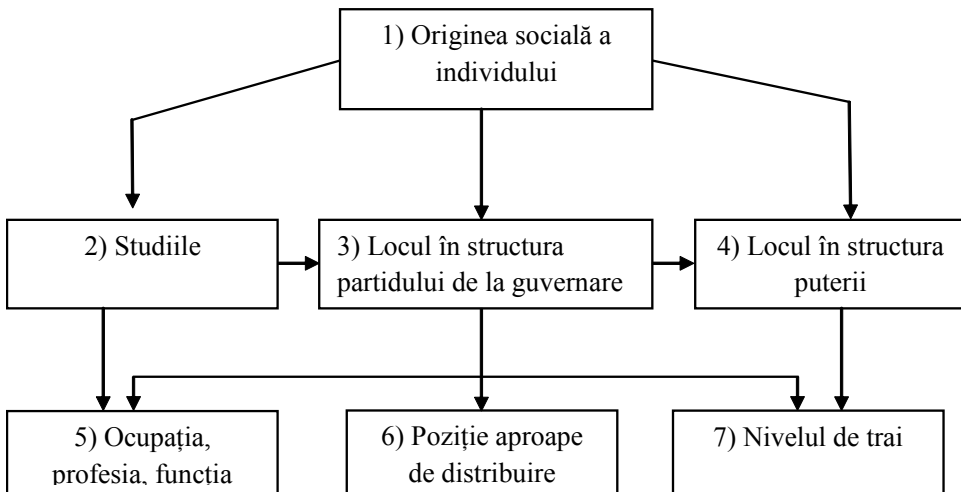 1) Originea socială a
individului
2) Studiile
3) Locul în structura
partidului de la guvernare
4) Locul în structura
puterii
5) Ocupația,
profesia, funcția
6) Poziție aproape
de distribuire
7) Nivelul de trai